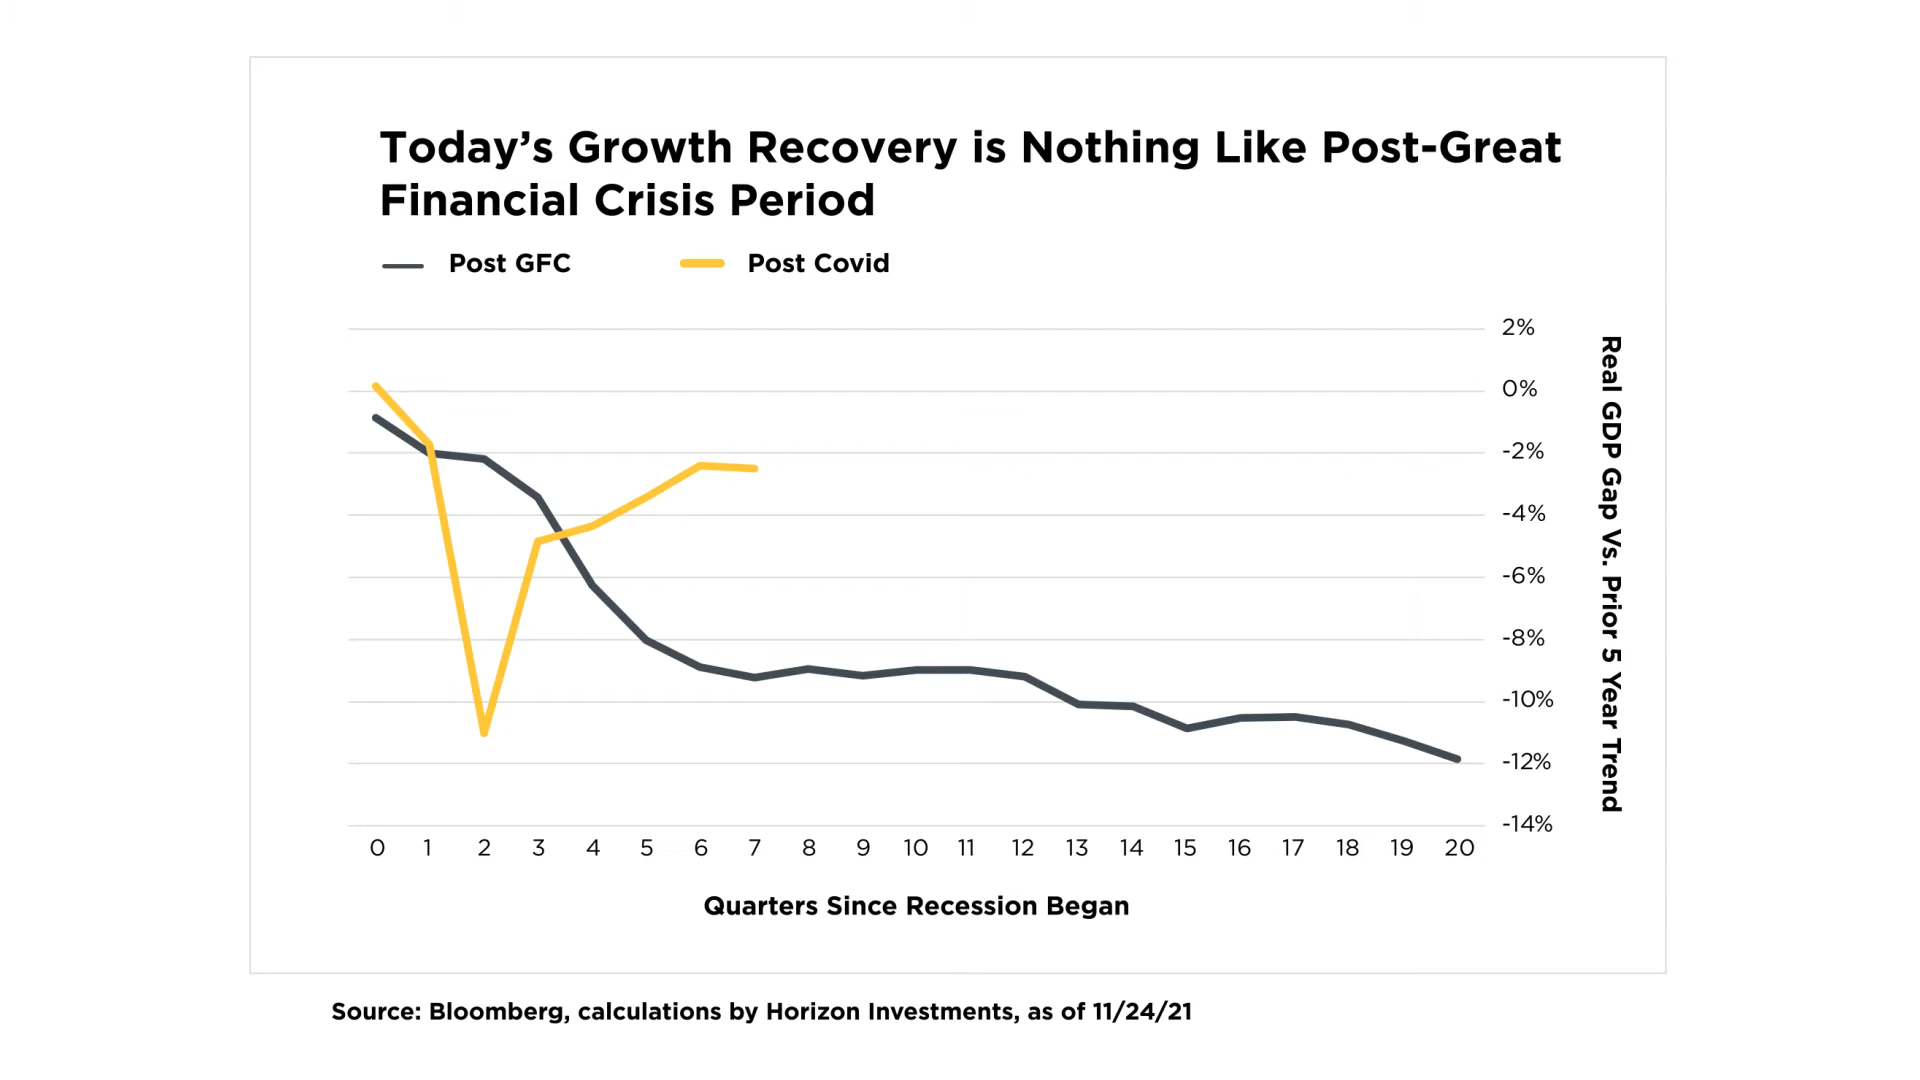 Today’s Growth Recovery is Nothing Like Post-Great
Financial Crisis Period
Post GFC
Post Covid
2%
0%
-2%
-4%
-6%
-8%
-10%
-12%
-14%
Real GDP Gap Vs. Prior 5 Year Trend
0 1 2 3 4 5 6 7 8 9 10 11 12 13 14 15 16 17 18 19 20
Quarters Since Recession Began
Source: Bloomberg, calculations by Horizon Investments, as of 11/24/21